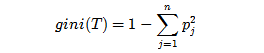 gini(T) = 1 − ∑_{j=1}^{n} p_j^2